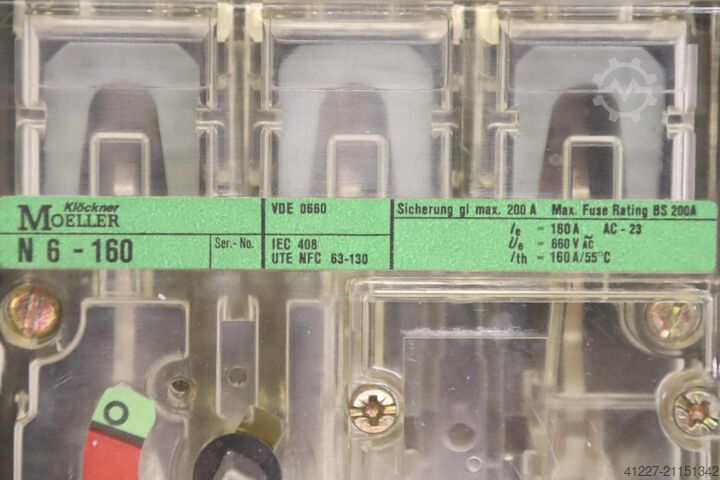 Klöckner
MOELLER
N 6 - 160
Ser.- No.
VDE 0660
IEC 408
UTE NFC 63-130
Sicherung gl max. 200 A Max. Fuse Rating BS 200A
Ie = 160 A AC - 23
Ue = 660 V ~ AC
Ith = 160 A/55°C
O
41227-21151342